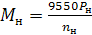 Mн = 9550Pн / nн